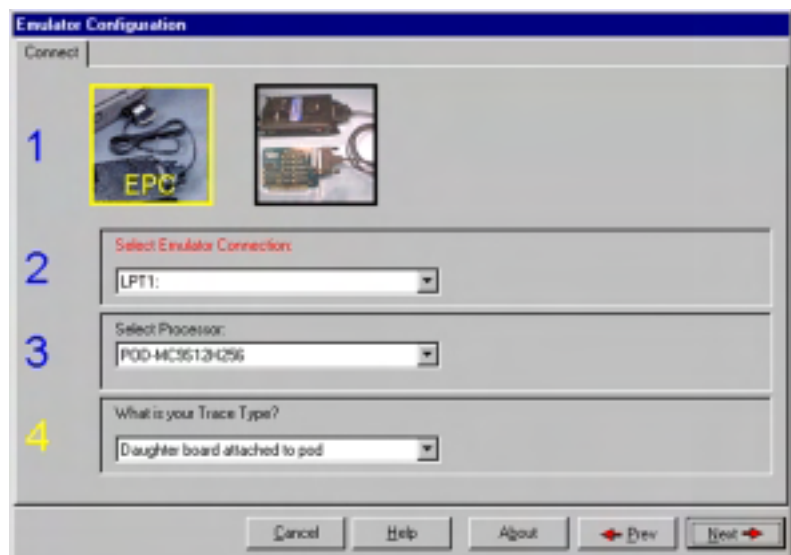 Emulator Configuration
Connect
1
EPC
2
Select Emulator Connection:
LPT1:
3
Select Processor:
POD-MC9S12H256
4
What is your Trace Type?
Daughter board attached to pod
Cancel
Help
About
Prev
Next